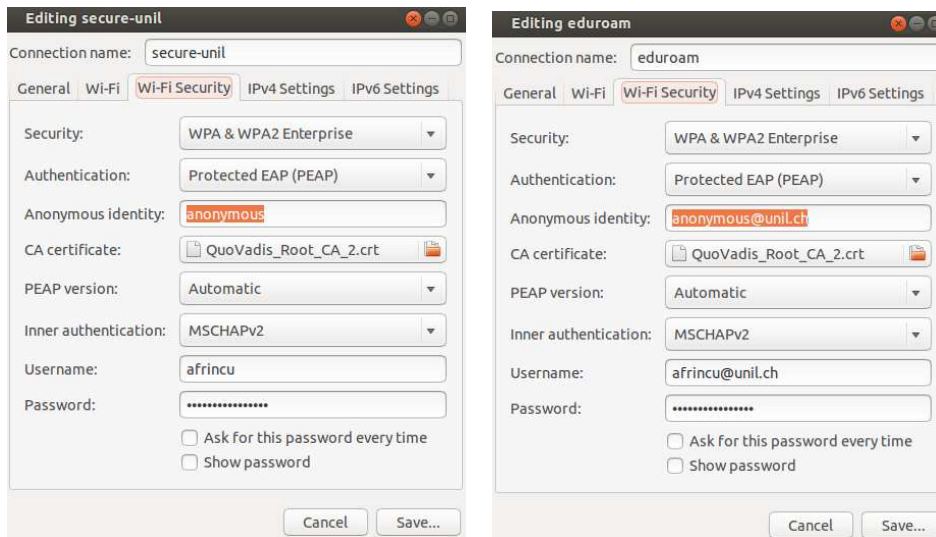 Editing secure-unil
Connection name: secure-unil
General Wi-Fi Wi-Fi Security IPv4 Settings IPv6 Settings
Security: WPA & WPA2 Enterprise
Authentication: Protected EAP (PEAP)
Anonymous identity: anonymous
CA certificate: QuoVadis_Root_CA_2.crt
PEAP version: Automatic
Inner authentication: MSCHAPv2
Username: afrincu
Password: ••••••••••••••••
Ask for this password every time
Show password
Cancel Save...
Editing eduroam
Connection name: eduroam
General Wi-Fi Wi-Fi Security IPv4 Settings IPv6 Settings
Security: WPA & WPA2 Enterprise
Authentication: Protected EAP (PEAP)
Anonymous identity: anonymous@unil.ch
CA certificate: QuoVadis_Root_CA_2.crt
PEAP version: Automatic
Inner authentication: MSCHAPv2
Username: afrincu@unil.ch
Password: ••••••••••••••••
Ask for this password every time
Show password
Cancel Save...